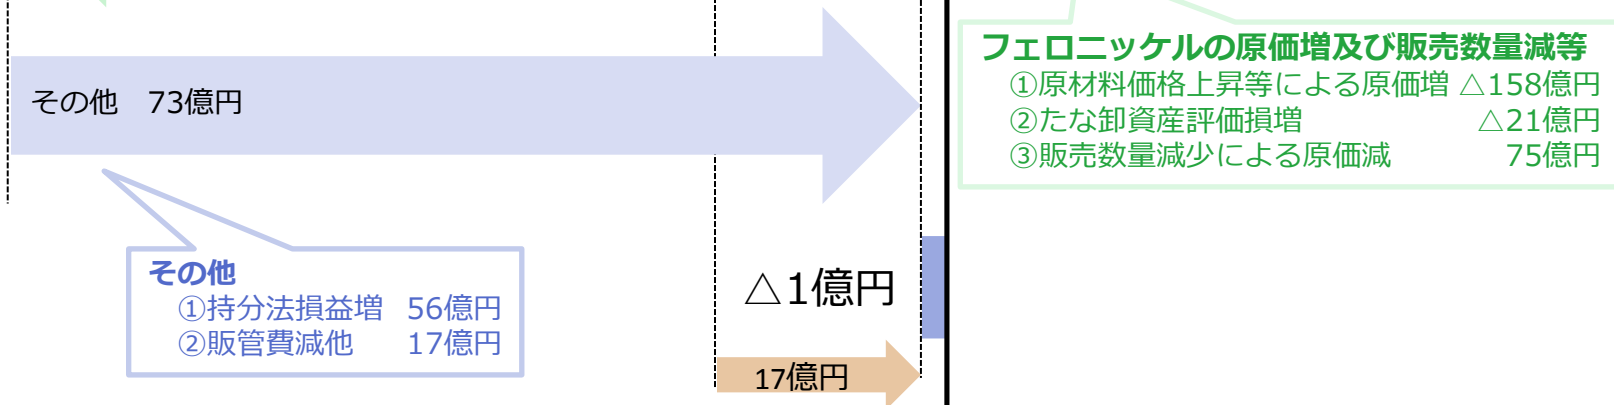 フェロニッケルの原価増及び販売数量減等
①原材料価格上昇等による原価増 △158億円
②たな卸資産評価損増 △21億円
③販売数量減少による原価減 75億円
その他 73億円
その他
①持分法損益増 56億円
②販管費減他 17億円
△1億円
17億円